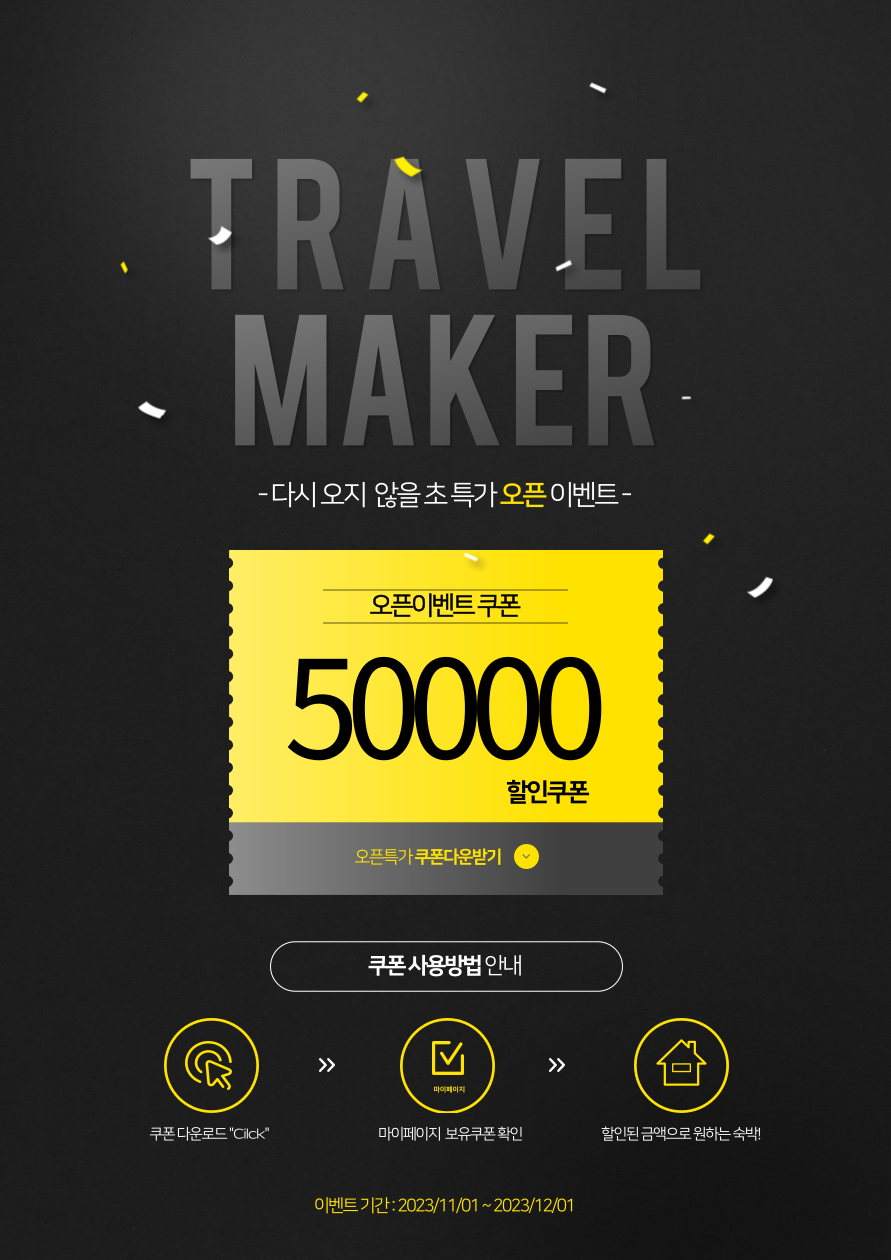 TRAVEL
MAKER
- 다시 오지 않을 초 특가 오픈 이벤트 -
오픈이벤트 쿠폰
50000
할인쿠폰
오픈특가 쿠폰다운받기
쿠폰 사용방법 안내
마이페이지
쿠폰 다운로드 "Cilck"
마이페이지 보유쿠폰 확인
할인된 금액으로 원하는 숙박!
이벤트 기간 : 2023/11/01 ~ 2023/12/01